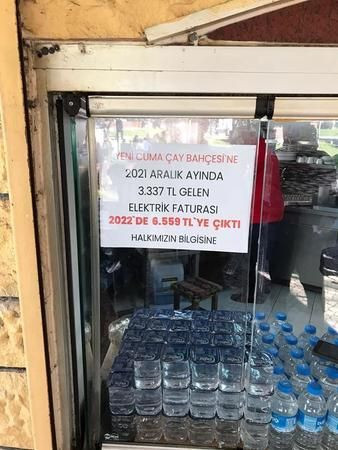 YENİ CUMA ÇAY BAHÇESİ'NE
2021 ARALIK AYINDA
3.337 TL GELEN
ELEKTRİK FATURASI
2022'DE 6.559 TL'YE ÇIKTI
HALKIMIZIN BİLGİSİNE